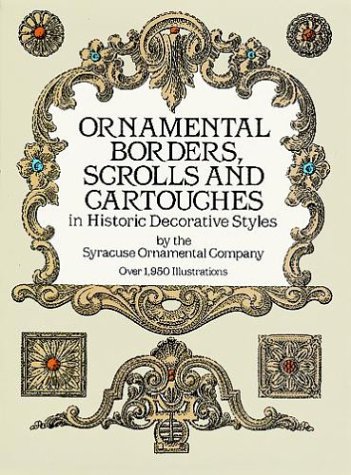 ORNAMENTAL
BORDERS,
SCROLLS AND
CARTOUCHES
in Historic Decorative Styles
by the
Syracuse Ornamental Company
Over 1,950 Illustrations